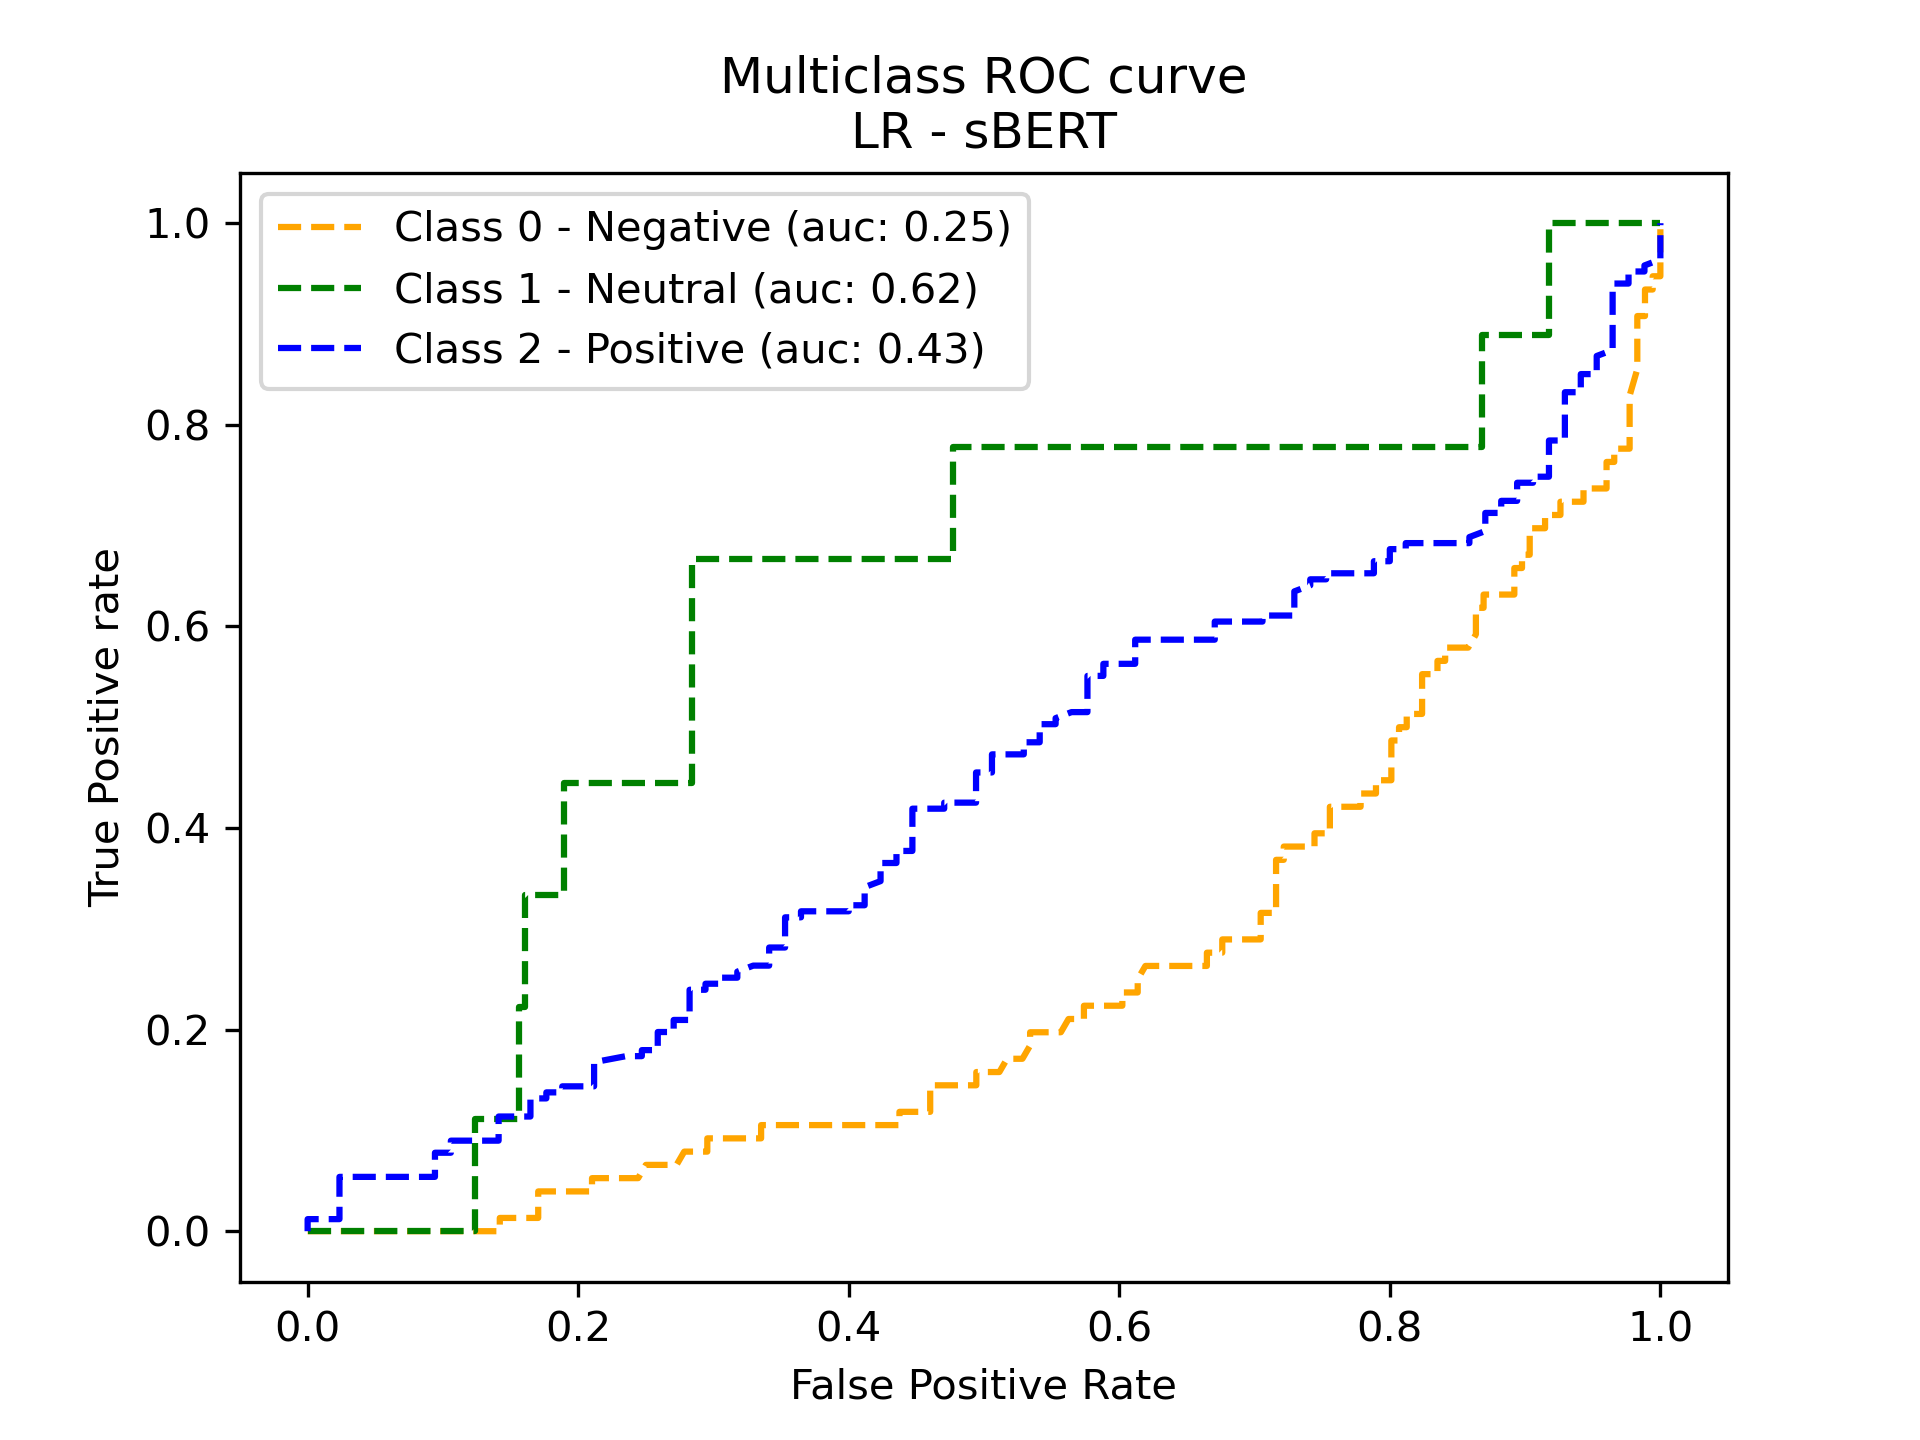 Multiclass ROC curve
LR - sBERT
Class 0 - Negative (auc: 0.25)
Class 1 - Neutral (auc: 0.62)
Class 2 - Positive (auc: 0.43)
True Positive rate
1.0
0.8
0.6
0.4
0.2
0.0
0.0 0.2 0.4 0.6 0.8 1.0
False Positive Rate